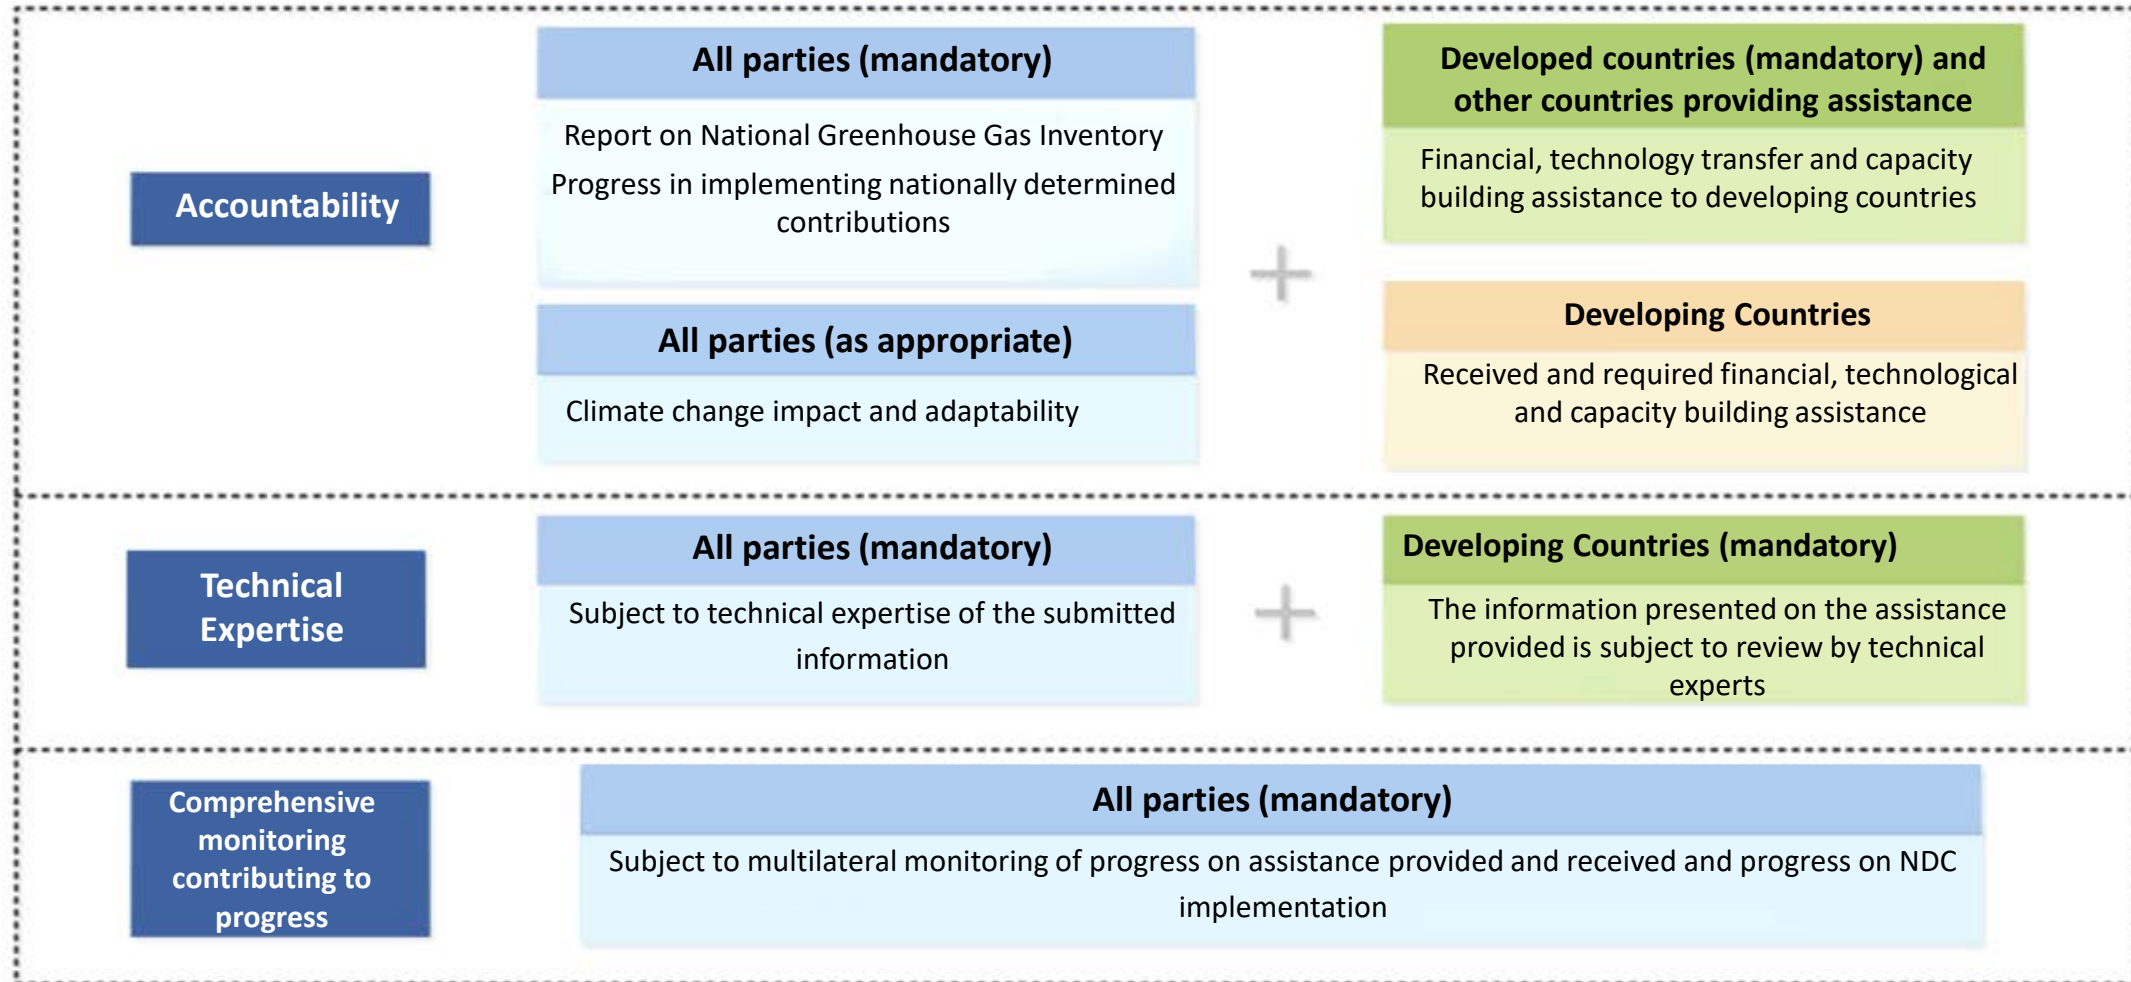 Accountability
All parties (mandatory)
Report on National Greenhouse Gas Inventory
Progress in implementing nationally determined
contributions
All parties (as appropriate)
Climate change impact and adaptability
+
Developed countries (mandatory) and
other countries providing assistance
Financial, technology transfer and capacity
building assistance to developing countries
Developing Countries
Received and required financial, technological
and capacity building assistance
Technical
Expertise
All parties (mandatory)
Subject to technical expertise of the submitted
information
+
Developing Countries (mandatory)
The information presented on the assistance
provided is subject to review by technical
experts
Comprehensive
monitoring
contributing to
progress
All parties (mandatory)
Subject to multilateral monitoring of progress on assistance provided and received and progress on NDC
implementation